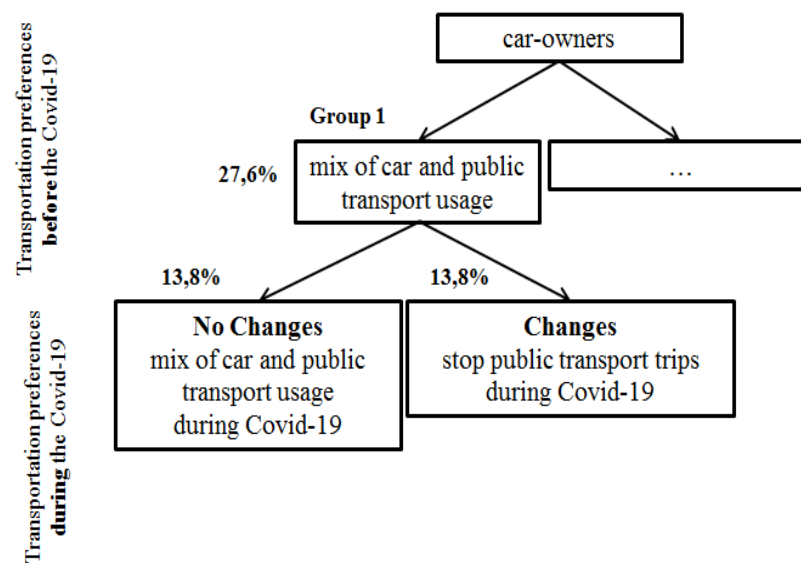 Transportation preferences
before the Covid-19
car-owners
Group 1
27,6%
mix of car and public
transport usage
...
Transportation preferences
during the Covid-19
13,8%
13,8%
No Changes
mix of car and public
transport usage
during Covid-19
Changes
stop public transport trips
during Covid-19